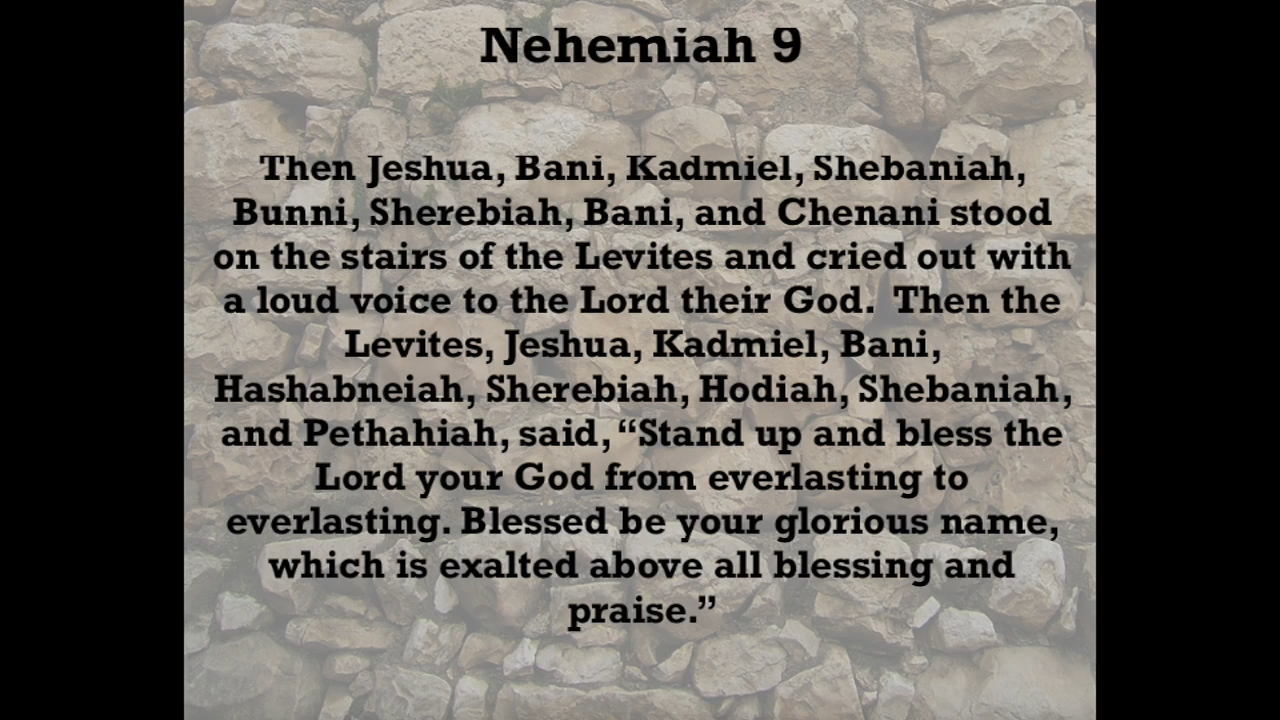 Nehemiah 9
Then Jeshua, Bani, Kadmiel, Shebaniah,
Bunni, Sherebiah, Bani, and Chenani stood
on the stairs of the Levites and cried out with
a loud voice to the Lord their God.  Then the
Levites, Jeshua, Kadmiel, Bani,
Hashabneiah, Sherebiah, Hodiah, Shebaniah,
and Pethahiah, said, “Stand up and bless the
Lord your God from everlasting to
everlasting. Blessed be your glorious name,
which is exalted above all blessing and
praise.”